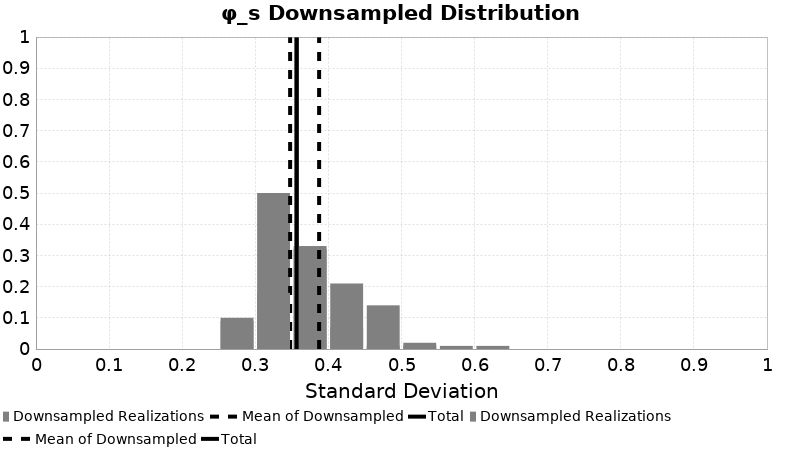 φ_s Downsampled Distribution
1
0.9
0.8
0.7
0.6
0.5
0.4
0.3
0.2
0.1
0
0 0.1 0.2 0.3 0.4 0.5 0.6 0.7 0.8 0.9 1
Standard Deviation
Downsampled Realizations Mean of Downsampled Total Downsampled Realizations
Mean of Downsampled Total